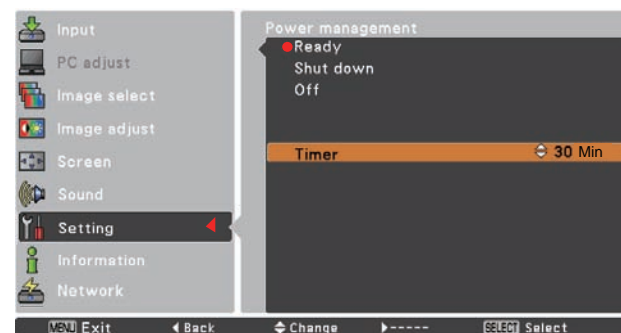 Input
PC adjust
Image select
Image adjust
Screen
Sound
Setting
Information
Network
Power management
Ready
Shut down
Off
Timer 30 Min
MENU Exit Back Change ----- SELECT Select